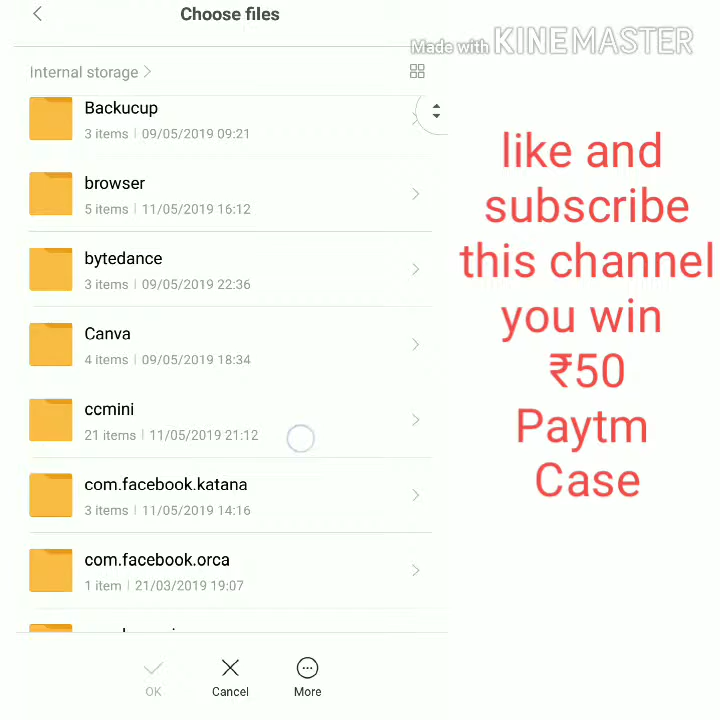 Choose files
Made with KINEMASTER
Internal storage
Backucup
3 items | 09/05/2019 09:21
browser
5 items | 11/05/2019 16:12
bytedance
3 items | 09/05/2019 22:36
Canva
4 items | 09/05/2019 18:34
ccmini
21 items | 11/05/2019 21:12
com.facebook.katana
3 items | 11/05/2019 14:16
com.facebook.orca
1 item | 21/03/2019 19:07
OK
Cancel
More
like and
subscribe
this channel
you win
₹50
Paytm
Case